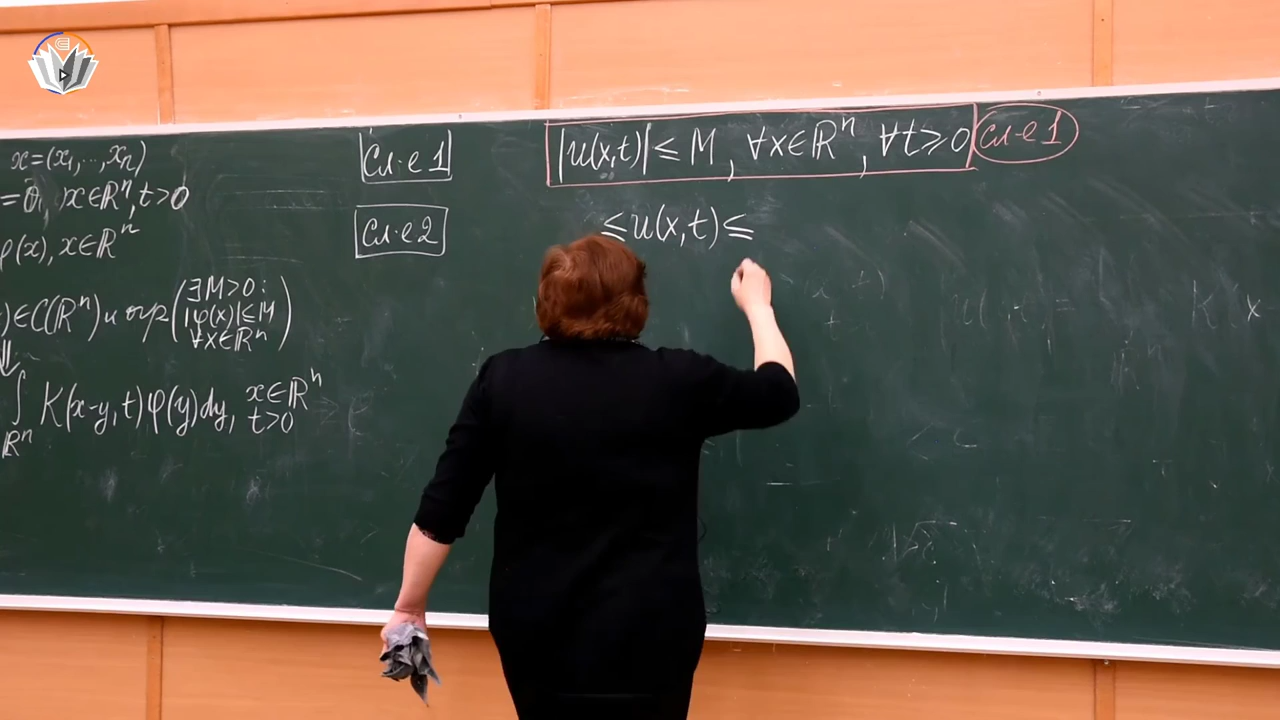 x=(x₁,..,xₙ)
=0, x∈ℝⁿ, t>0
φ(x), x∈ℝⁿ
)∈C(ℝⁿ) и огр(∃M>0:
|φ(x)|≤M
∀x∈ℝⁿ)
⇓
∫ K(x-y,t)φ(y)dy, x∈ℝⁿ
ℝⁿ t>0
Сл-е 1
Сл-е 2
|u(x,t)|≤M, ∀x∈ℝⁿ, ∀t≥0 Сл-е 1
≤u(x,t)≤